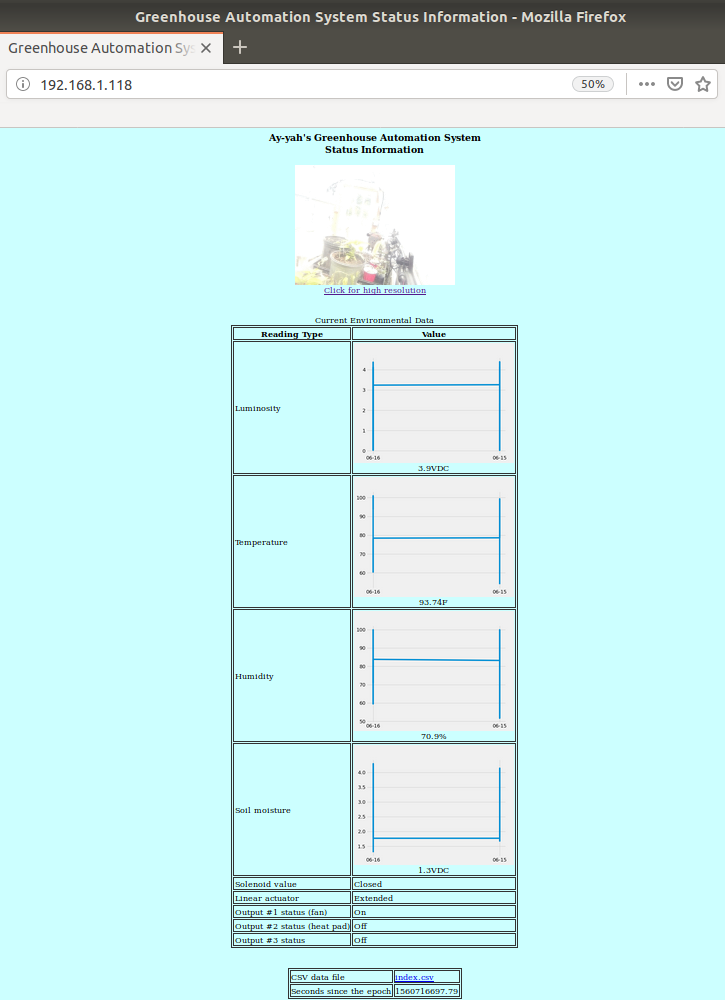 Greenhouse Automation System Status Information - Mozilla Firefox
Greenhouse Automation Sys
192.168.1.118
50%
Ay-yah's Greenhouse Automation System
Status Information
Click for high resolution
Current Environmental Data
Reading Type Value
Luminosity
4
3
2
1
0
06-16 06-15
3.9VDC
Temperature
100
90
80
70
60
06-16 06-15
93.74F
Humidity
100
90
80
70
60
50
06-16 06-15
70.9%
Soil moisture
4.0
3.5
3.0
2.5
2.0
1.5
06-16 06-15
1.3VDC
Solenoid value Closed
Linear actuator Extended
Output #1 status (fan) On
Output #2 status (heat pad) Off
Output #3 status Off
CSV data file index.csv
Seconds since the epoch 1560716697.79